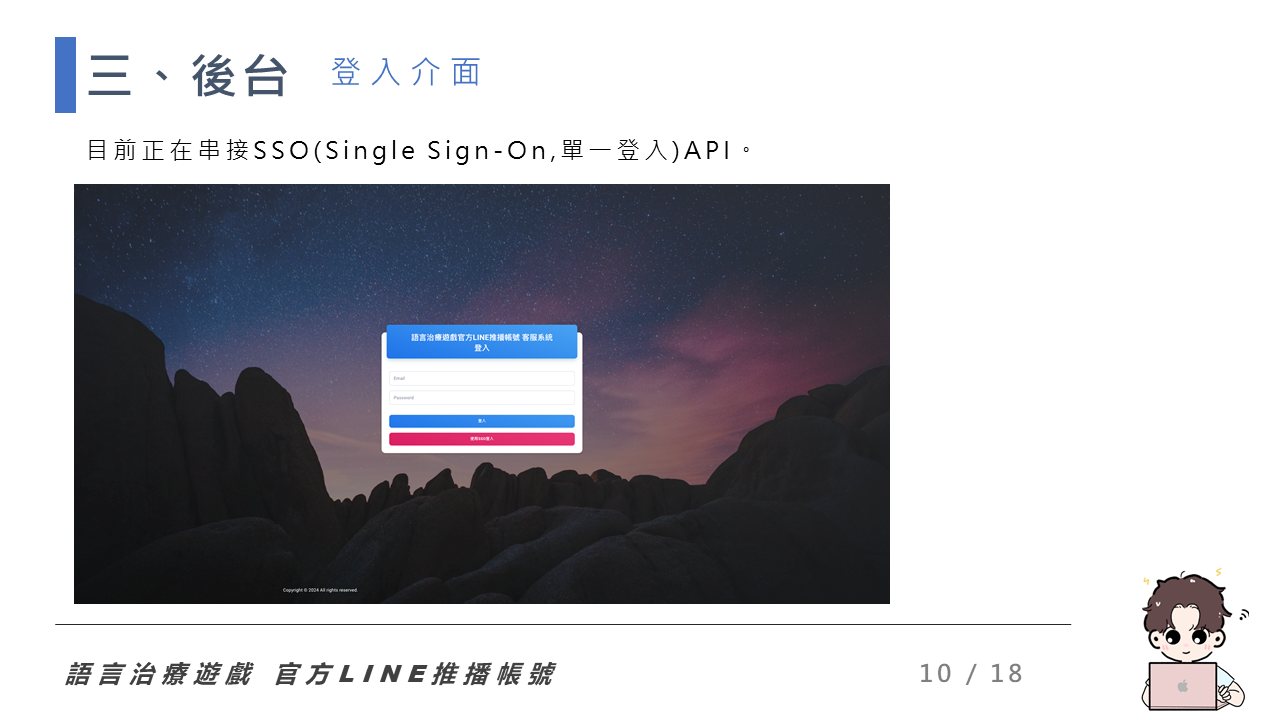 三、後台 登入介面
目前正在串接SSO(Single Sign-On,單一登入)API。
語言治療遊戲官方LINE推播帳號 客服系統
登入
Email
Password
登入
使用SSO登入
Copyright © 2024 All rights reserved.
語言治療遊戲 官方LINE推播帳號
10 / 18